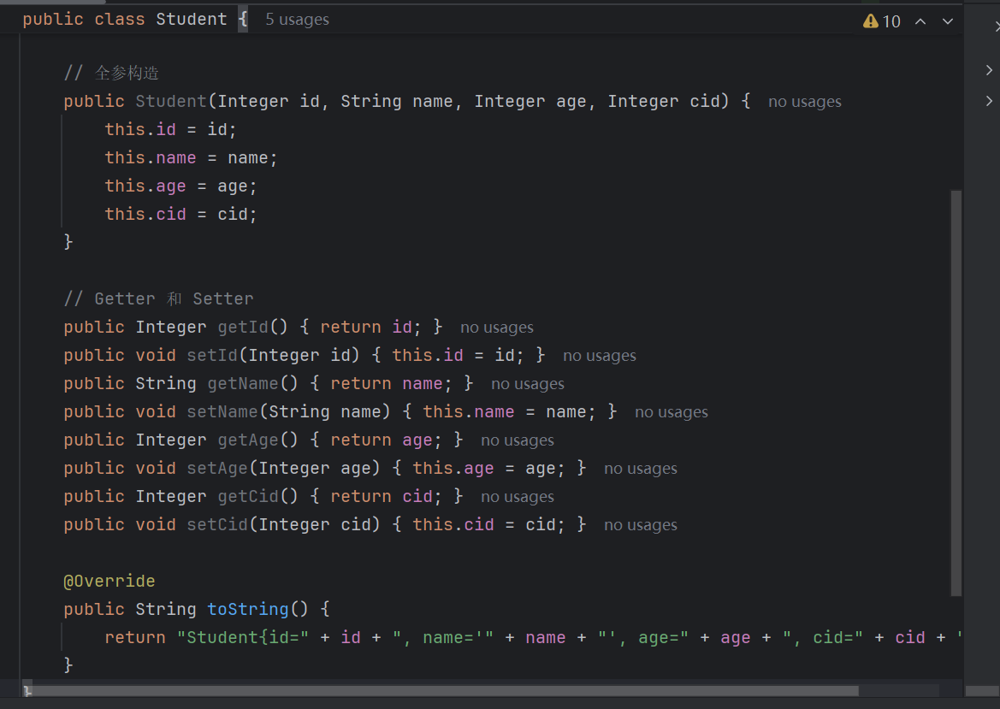 public class Student { 5 usages
10
// 全参构造
public Student(Integer id, String name, Integer age, Integer cid) { no usages
this.id = id;
this.name = name;
this.age = age;
this.cid = cid;
}
// Getter 和 Setter
public Integer getId() { return id; } no usages
public void setId(Integer id) { this.id = id; } no usages
public String getName() { return name; } no usages
public void setName(String name) { this.name = name; } no usages
public Integer getAge() { return age; } no usages
public void setAge(Integer age) { this.age = age; } no usages
public Integer getCid() { return cid; } no usages
public void setCid(Integer cid) { this.cid = cid; } no usages
@Override
public String toString() {
return "Student{id=" + id + ", name='" + name + "', age=" + age + ", cid=" + cid + '
}
}